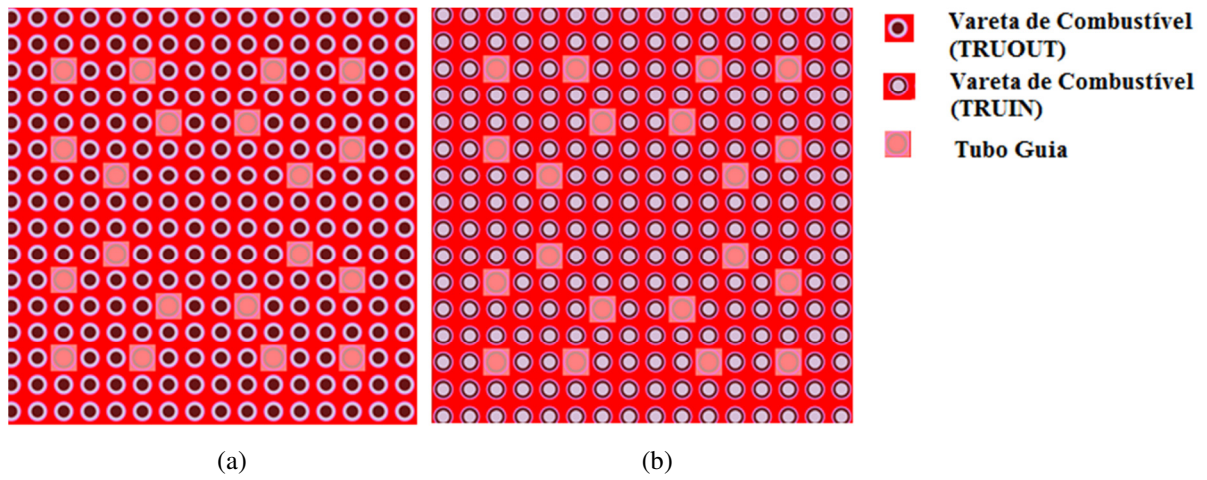 Vareta de Combustível
(TRUOUT)
Vareta de Combustível
(TRUIN)
Tubo Guia
(a)
(b)